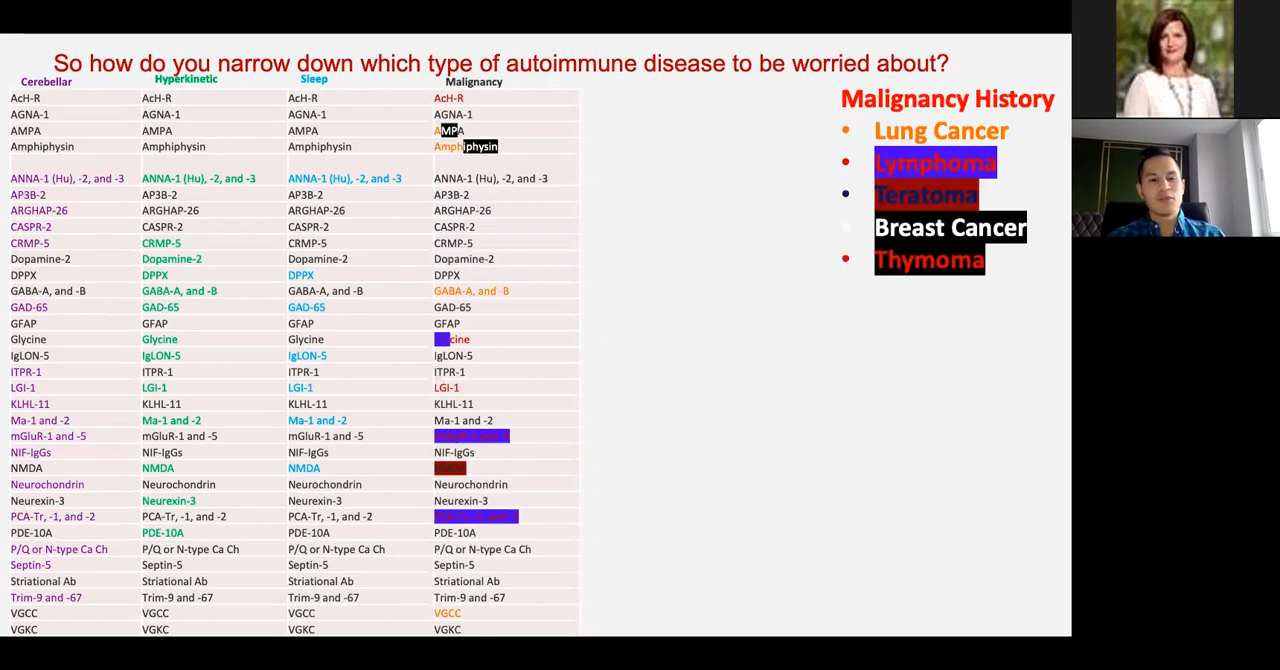 So how do you narrow down which type of autoimmune disease to be worried about?
Cerebellar Hyperkinetic Sleep Malignancy
AcH-R AcH-R AcH-R AcH-R
AGNA-1 AGNA-1 AGNA-1 AGNA-1
AMPA AMPA AMPA AMPA
Amphiphysin Amphiphysin Amphiphysin Amphiphysin
ANNA-1 (Hu), -2, and -3 ANNA-1 (Hu), -2, and -3 ANNA-1 (Hu), -2, and -3 ANNA-1 (Hu), -2, and -3
AP3B-2 AP3B-2 AP3B-2 AP3B-2
ARGHAP-26 ARGHAP-26 ARGHAP-26 ARGHAP-26
CASPR-2 CASPR-2 CASPR-2 CASPR-2
CRMP-5 CRMP-5 CRMP-5 CRMP-5
Dopamine-2 Dopamine-2 Dopamine-2 Dopamine-2
DPPX DPPX DPPX DPPX
GABA-A, and -B GABA-A, and -B GABA-A, and -B GABA-A, and -B
GAD-65 GAD-65 GAD-65 GAD-65
GFAP GFAP GFAP GFAP
Glycine Glycine Glycine cine
IgLON-5 IgLON-5 IgLON-5 IgLON-5
ITPR-1 ITPR-1 ITPR-1 ITPR-1
LGI-1 LGI-1 LGI-1 LGI-1
KLHL-11 KLHL-11 KLHL-11 KLHL-11
Ma-1 and -2 Ma-1 and -2 Ma-1 and -2 Ma-1 and -2
mGluR-1 and -5 mGluR-1 and -5 mGluR-1 and -5 mGluR-1 and -5
NIF-IgGs NIF-IgGs NIF-IgGs NIF-IgGs
NMDA NMDA NMDA
Neurochondrin Neurochondrin Neurochondrin Neurochondrin
Neurexin-3 Neurexin-3 Neurexin-3 Neurexin-3
PCA-Tr, -1, and -2 PCA-Tr, -1, and -2 PCA-Tr, -1, and -2 PCA-Tr, -1, and -2
PDE-10A PDE-10A PDE-10A PDE-10A
P/Q or N-type Ca Ch P/Q or N-type Ca Ch P/Q or N-type Ca Ch P/Q or N-type Ca Ch
Septin-5 Septin-5 Septin-5 Septin-5
Striational Ab Striational Ab Striational Ab Striational Ab
Trim-9 and -67 Trim-9 and -67 Trim-9 and -67 Trim-9 and -67
VGCC VGCC VGCC VGCC
VGKC VGKC VGKC VGKC
Malignancy History
• Lung Cancer
• Lymphoma
• Teratoma
• Breast Cancer
• Thymoma